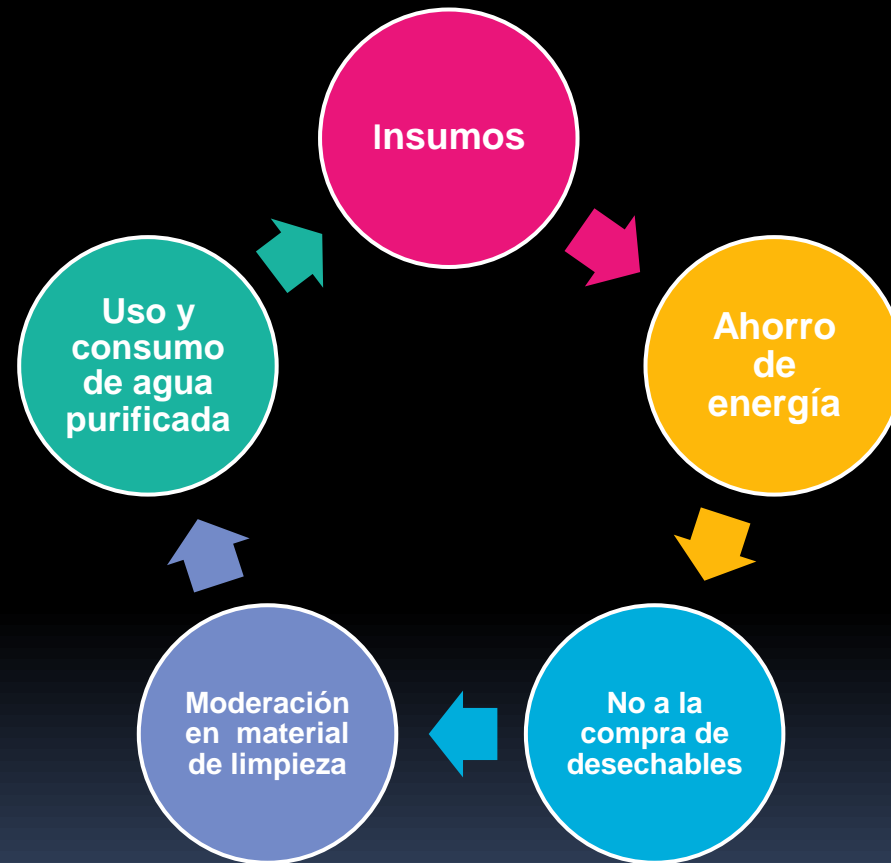 Insumos
Ahorro
de
energía
No a la
compra de
desechables
Moderación
en material
de limpieza
Uso y
consumo
de agua
purificada